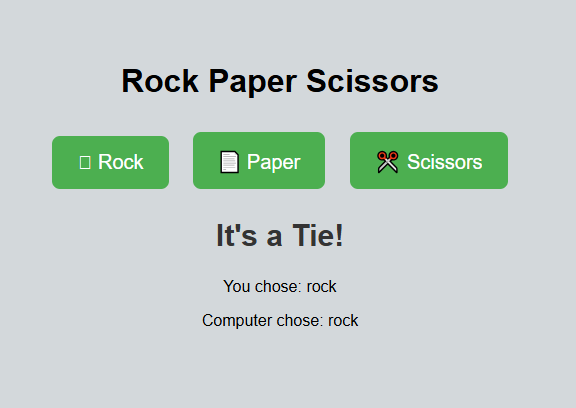 Rock Paper Scissors
Rock Paper Scissors
It's a Tie!
You chose: rock
Computer chose: rock